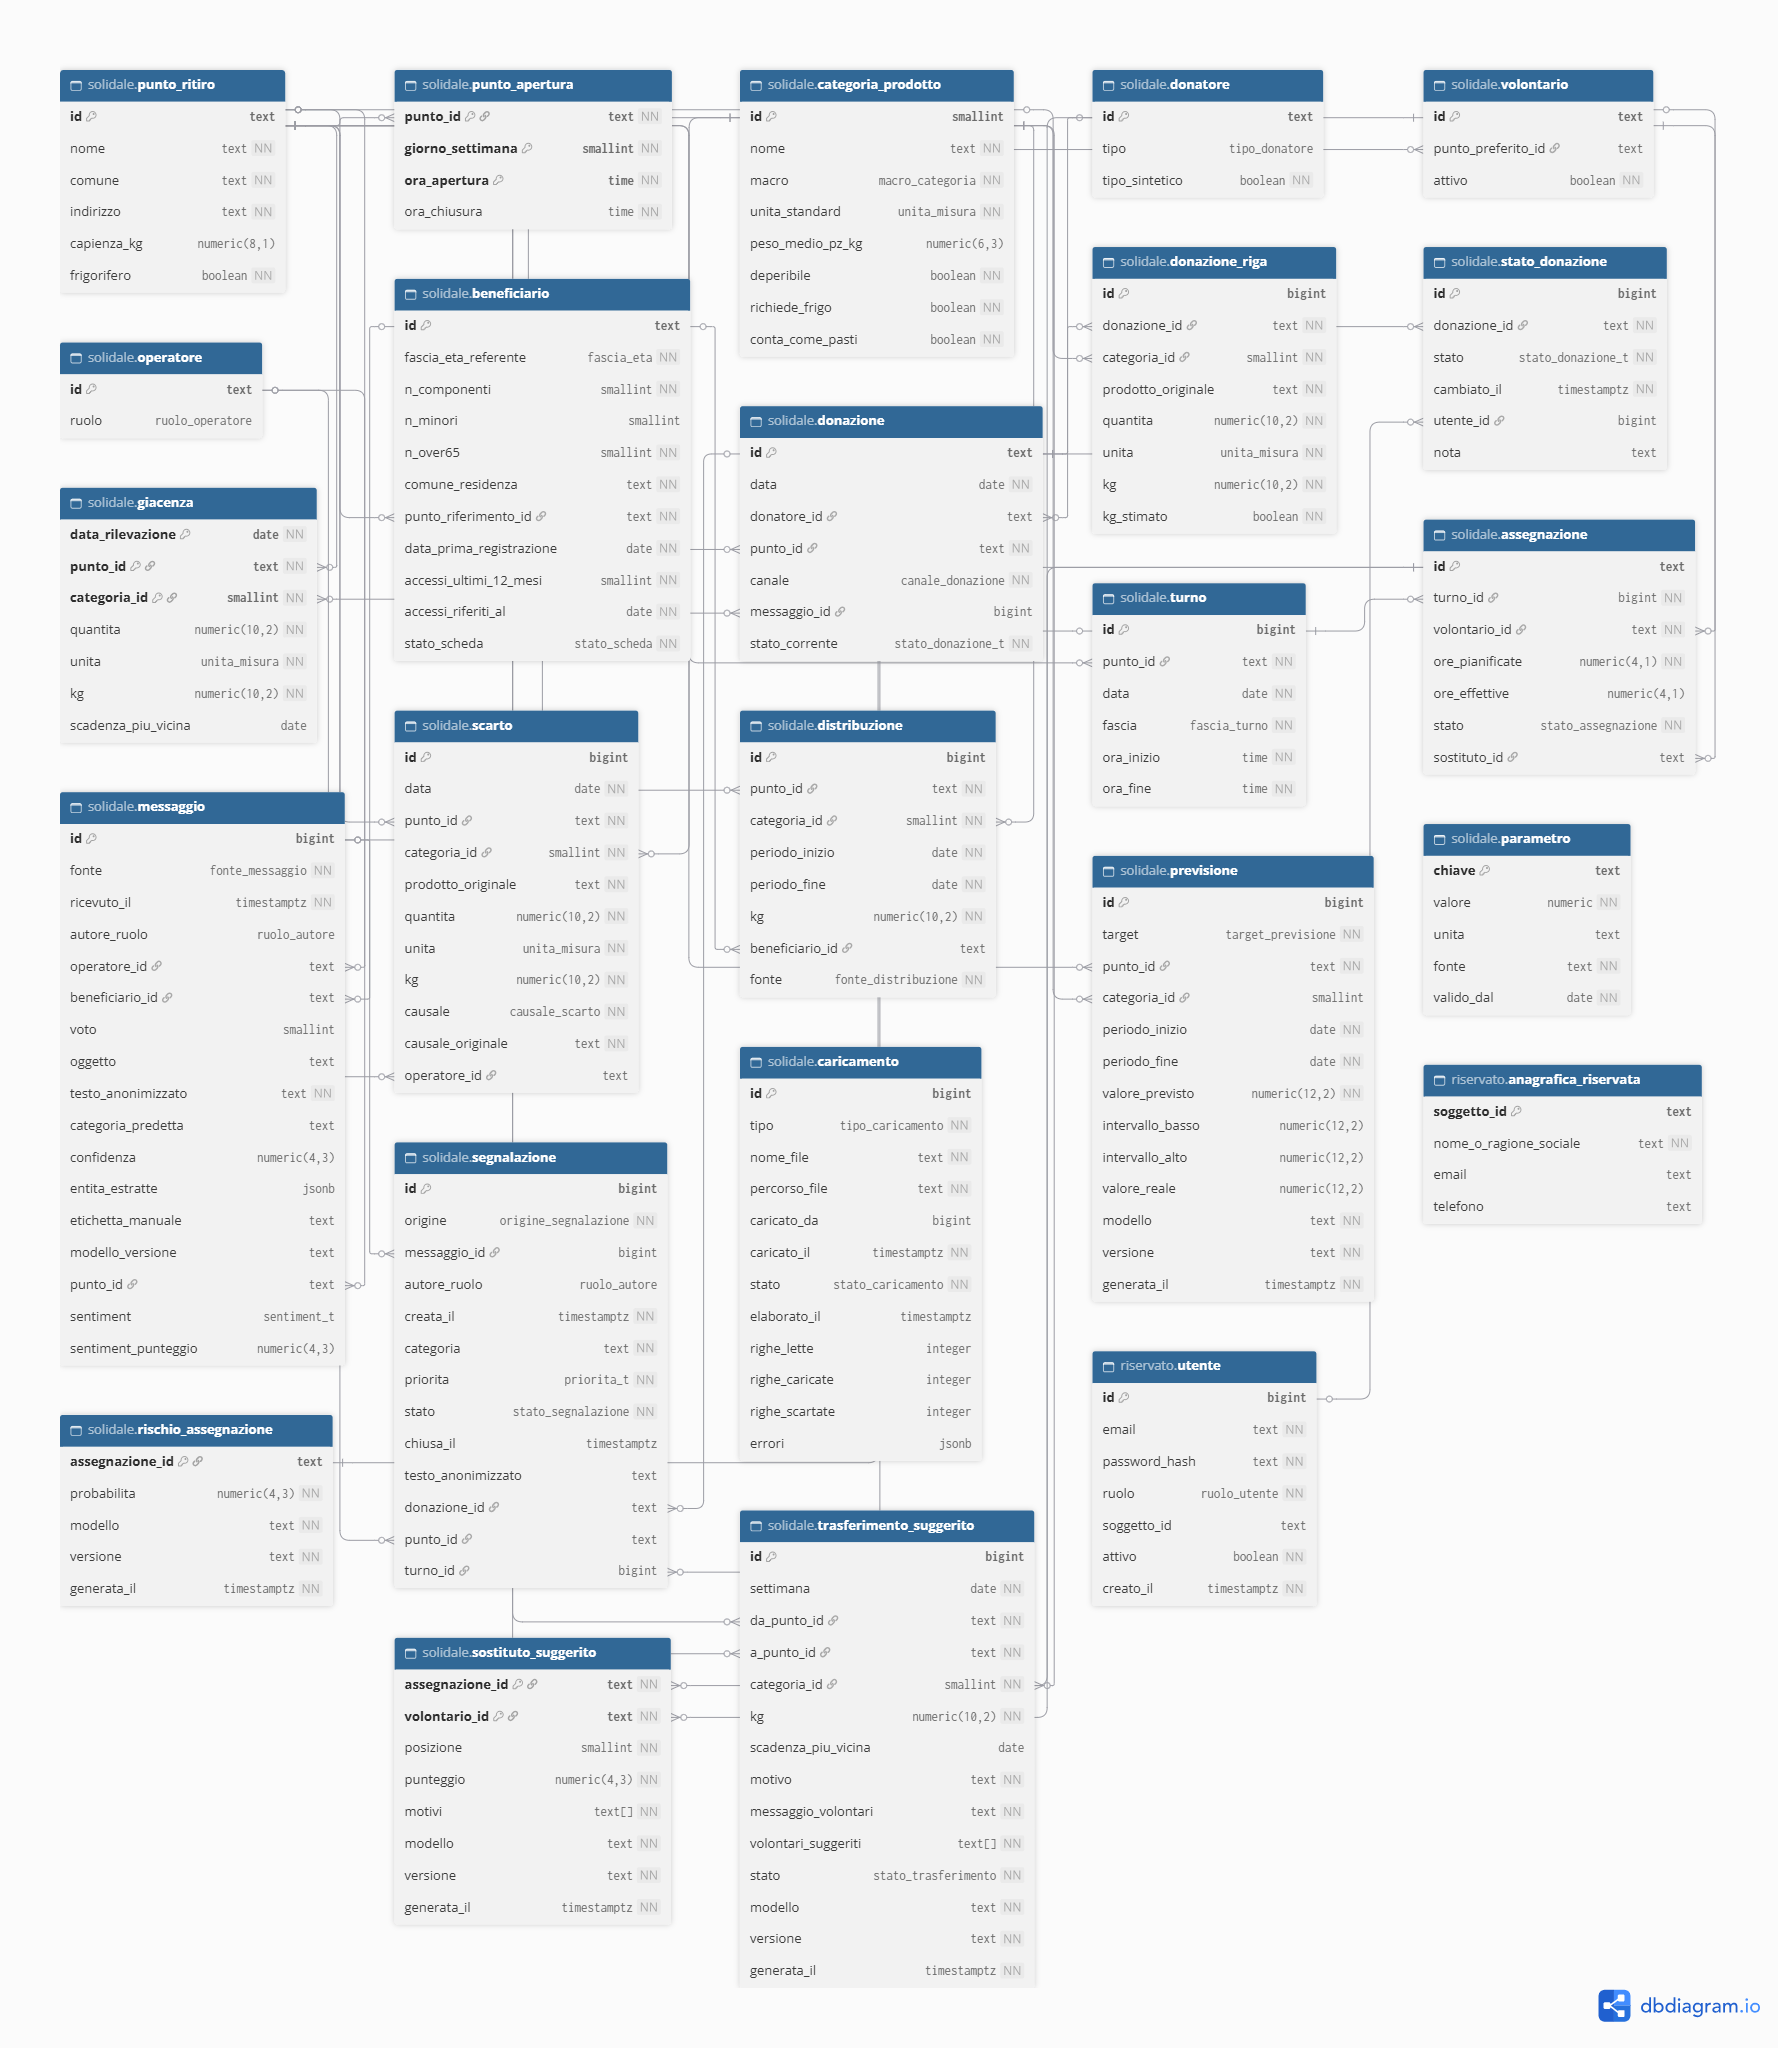 solidale.punto_ritiro
id text
nome text NN
comune text NN
indirizzo text NN
capienza_kg numeric(8,1)
frigorifero boolean NN
solidale.operatore
id text
ruolo ruolo_operatore
solidale.giacenza
data_rilevazione date NN
punto_id text NN
categoria_id smallint NN
quantita numeric(10,2) NN
unita unita_misura NN
kg numeric(10,2) NN
scadenza_piu_vicina date
solidale.messaggio
id bigint
fonte fonte_messaggio NN
ricevuto_il timestamptz NN
autore_ruolo ruolo_autore
operatore_id text
beneficiario_id text
voto smallint
oggetto text
testo_anonimizzato text NN
categoria_predetta text
confidenza numeric(4,3)
entita_estratte jsonb
etichetta_manuale text
modello_versione text
punto_id text
sentiment sentiment_t
sentiment_punteggio numeric(4,3)
solidale.rischio_assegnazione
assegnazione_id text
probabilita numeric(4,3) NN
modello text NN
versione text NN
generata_il timestamptz NN
solidale.punto_apertura
punto_id text NN
giorno_settimana smallint NN
ora_apertura time NN
ora_chiusura time NN
solidale.beneficiario
id text
fascia_eta_referente fascia_eta NN
n_componenti smallint NN
n_minori smallint
n_over65 smallint NN
comune_residenza text NN
punto_riferimento_id text NN
data_prima_registrazione date NN
accessi_ultimi_12_mesi smallint NN
accessi_riferiti_al date NN
stato_scheda stato_scheda NN
solidale.scarto
id bigint
data date NN
punto_id text NN
categoria_id smallint NN
prodotto_originale text NN
quantita numeric(10,2) NN
unita unita_misura NN
kg numeric(10,2) NN
causale causale_scarto NN
causale_originale text NN
operatore_id text
solidale.segnalazione
id bigint
origine origine_segnalazione NN
messaggio_id bigint
autore_ruolo ruolo_autore
creata_il timestamptz NN
categoria text NN
priorita priorita_t NN
stato stato_segnalazione NN
chiusa_il timestamptz
testo_anonimizzato text
donazione_id text
punto_id text
turno_id bigint
solidale.sostituto_suggerito
assegnazione_id text NN
volontario_id text NN
posizione smallint NN
punteggio numeric(4,3) NN
motivi text[] NN
modello text NN
versione text NN
generata_il timestamptz NN
solidale.categoria_prodotto
id smallint
nome text NN
macro macro_categoria NN
unita_standard unita_misura NN
peso_medio_pz_kg numeric(6,3)
deperibile boolean NN
richiede_frigo boolean NN
conta_come_pasti boolean NN
solidale.donazione
id text
data date NN
donatore_id text
punto_id text NN
canale canale_donazione NN
messaggio_id bigint
stato_corrente stato_donazione_t NN
solidale.distribuzione
id bigint
punto_id text NN
categoria_id smallint NN
periodo_inizio date NN
periodo_fine date NN
kg numeric(10,2) NN
beneficiario_id text
fonte fonte_distribuzione NN
solidale.caricamento
id bigint
tipo tipo_caricamento NN
nome_file text NN
percorso_file text NN
caricato_da bigint
caricato_il timestamptz NN
stato stato_caricamento NN
elaborato_il timestamptz
righe_lette integer
righe_caricate integer
righe_scartate integer
errori jsonb
solidale.trasferimento_suggerito
id bigint
settimana date NN
da_punto_id text NN
a_punto_id text NN
categoria_id smallint NN
kg numeric(10,2) NN
scadenza_piu_vicina date
motivo text NN
messaggio_volontari text NN
volontari_suggeriti text[] NN
stato stato_trasferimento NN
modello text NN
versione text NN
generata_il timestamptz NN
solidale.donatore
id text
tipo tipo_donatore
tipo_sintetico boolean NN
solidale.donazione_riga
id bigint
donazione_id text NN
categoria_id smallint NN
prodotto_originale text NN
quantita numeric(10,2) NN
unita unita_misura NN
kg numeric(10,2) NN
kg_stimato boolean NN
solidale.turno
id bigint
punto_id text NN
data date NN
fascia fascia_turno NN
ora_inizio time NN
ora_fine time NN
solidale.previsione
id bigint
target target_previsione NN
punto_id text NN
categoria_id smallint
periodo_inizio date NN
periodo_fine date NN
valore_previsto numeric(12,2) NN
intervallo_basso numeric(12,2)
intervallo_alto numeric(12,2)
valore_reale numeric(12,2)
modello text NN
versione text NN
generata_il timestamptz NN
riservato.utente
id bigint
email text NN
password_hash text NN
ruolo ruolo_utente NN
soggetto_id text
attivo boolean NN
creato_il timestamptz NN
solidale.volontario
id text
punto_preferito_id text
attivo boolean NN
solidale.stato_donazione
id bigint
donazione_id text NN
stato stato_donazione_t NN
cambiato_il timestamptz NN
utente_id bigint
nota text
solidale.assegnazione
id text
turno_id bigint NN
volontario_id text NN
ore_pianificate numeric(4,1) NN
ore_effettive numeric(4,1)
stato stato_assegnazione NN
sostituto_id text
solidale.parametro
chiave text
valore numeric NN
unita text
fonte text NN
valido_dal date NN
riservato.anagrafica_riservata
soggetto_id text
nome_o_ragione_sociale text NN
email text
telefono text
dbdiagram.io